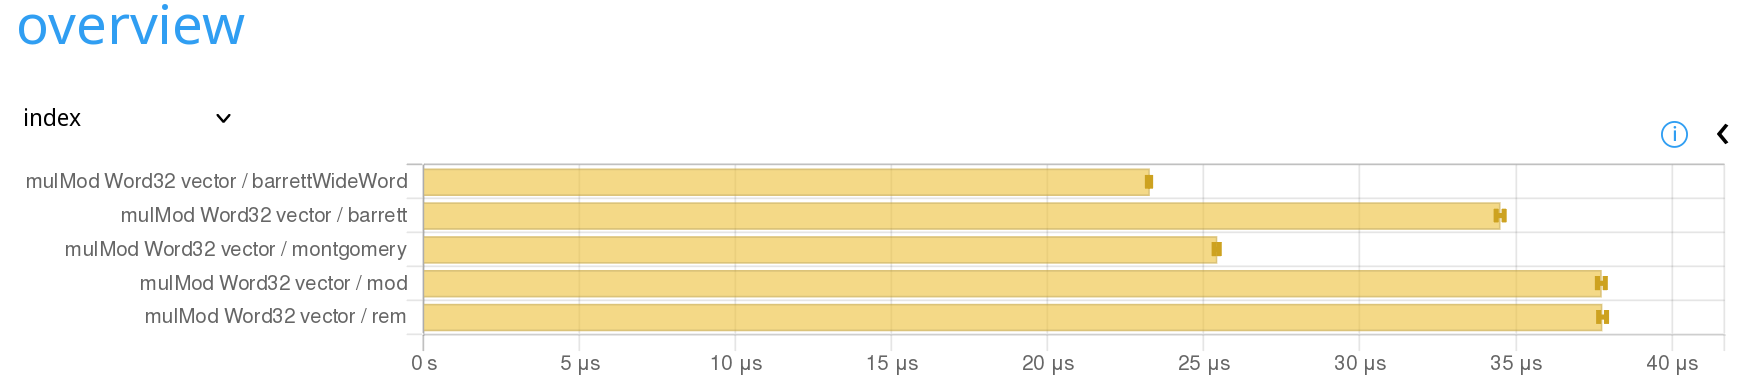 overview
index
mulMod Word32 vector / barrettWideWord
mulMod Word32 vector / barrett
mulMod Word32 vector / montgomery
mulMod Word32 vector / mod
mulMod Word32 vector / rem
0 s 5 μs 10 μs 15 μs 20 μs 25 μs 30 μs 35 μs 40 μs